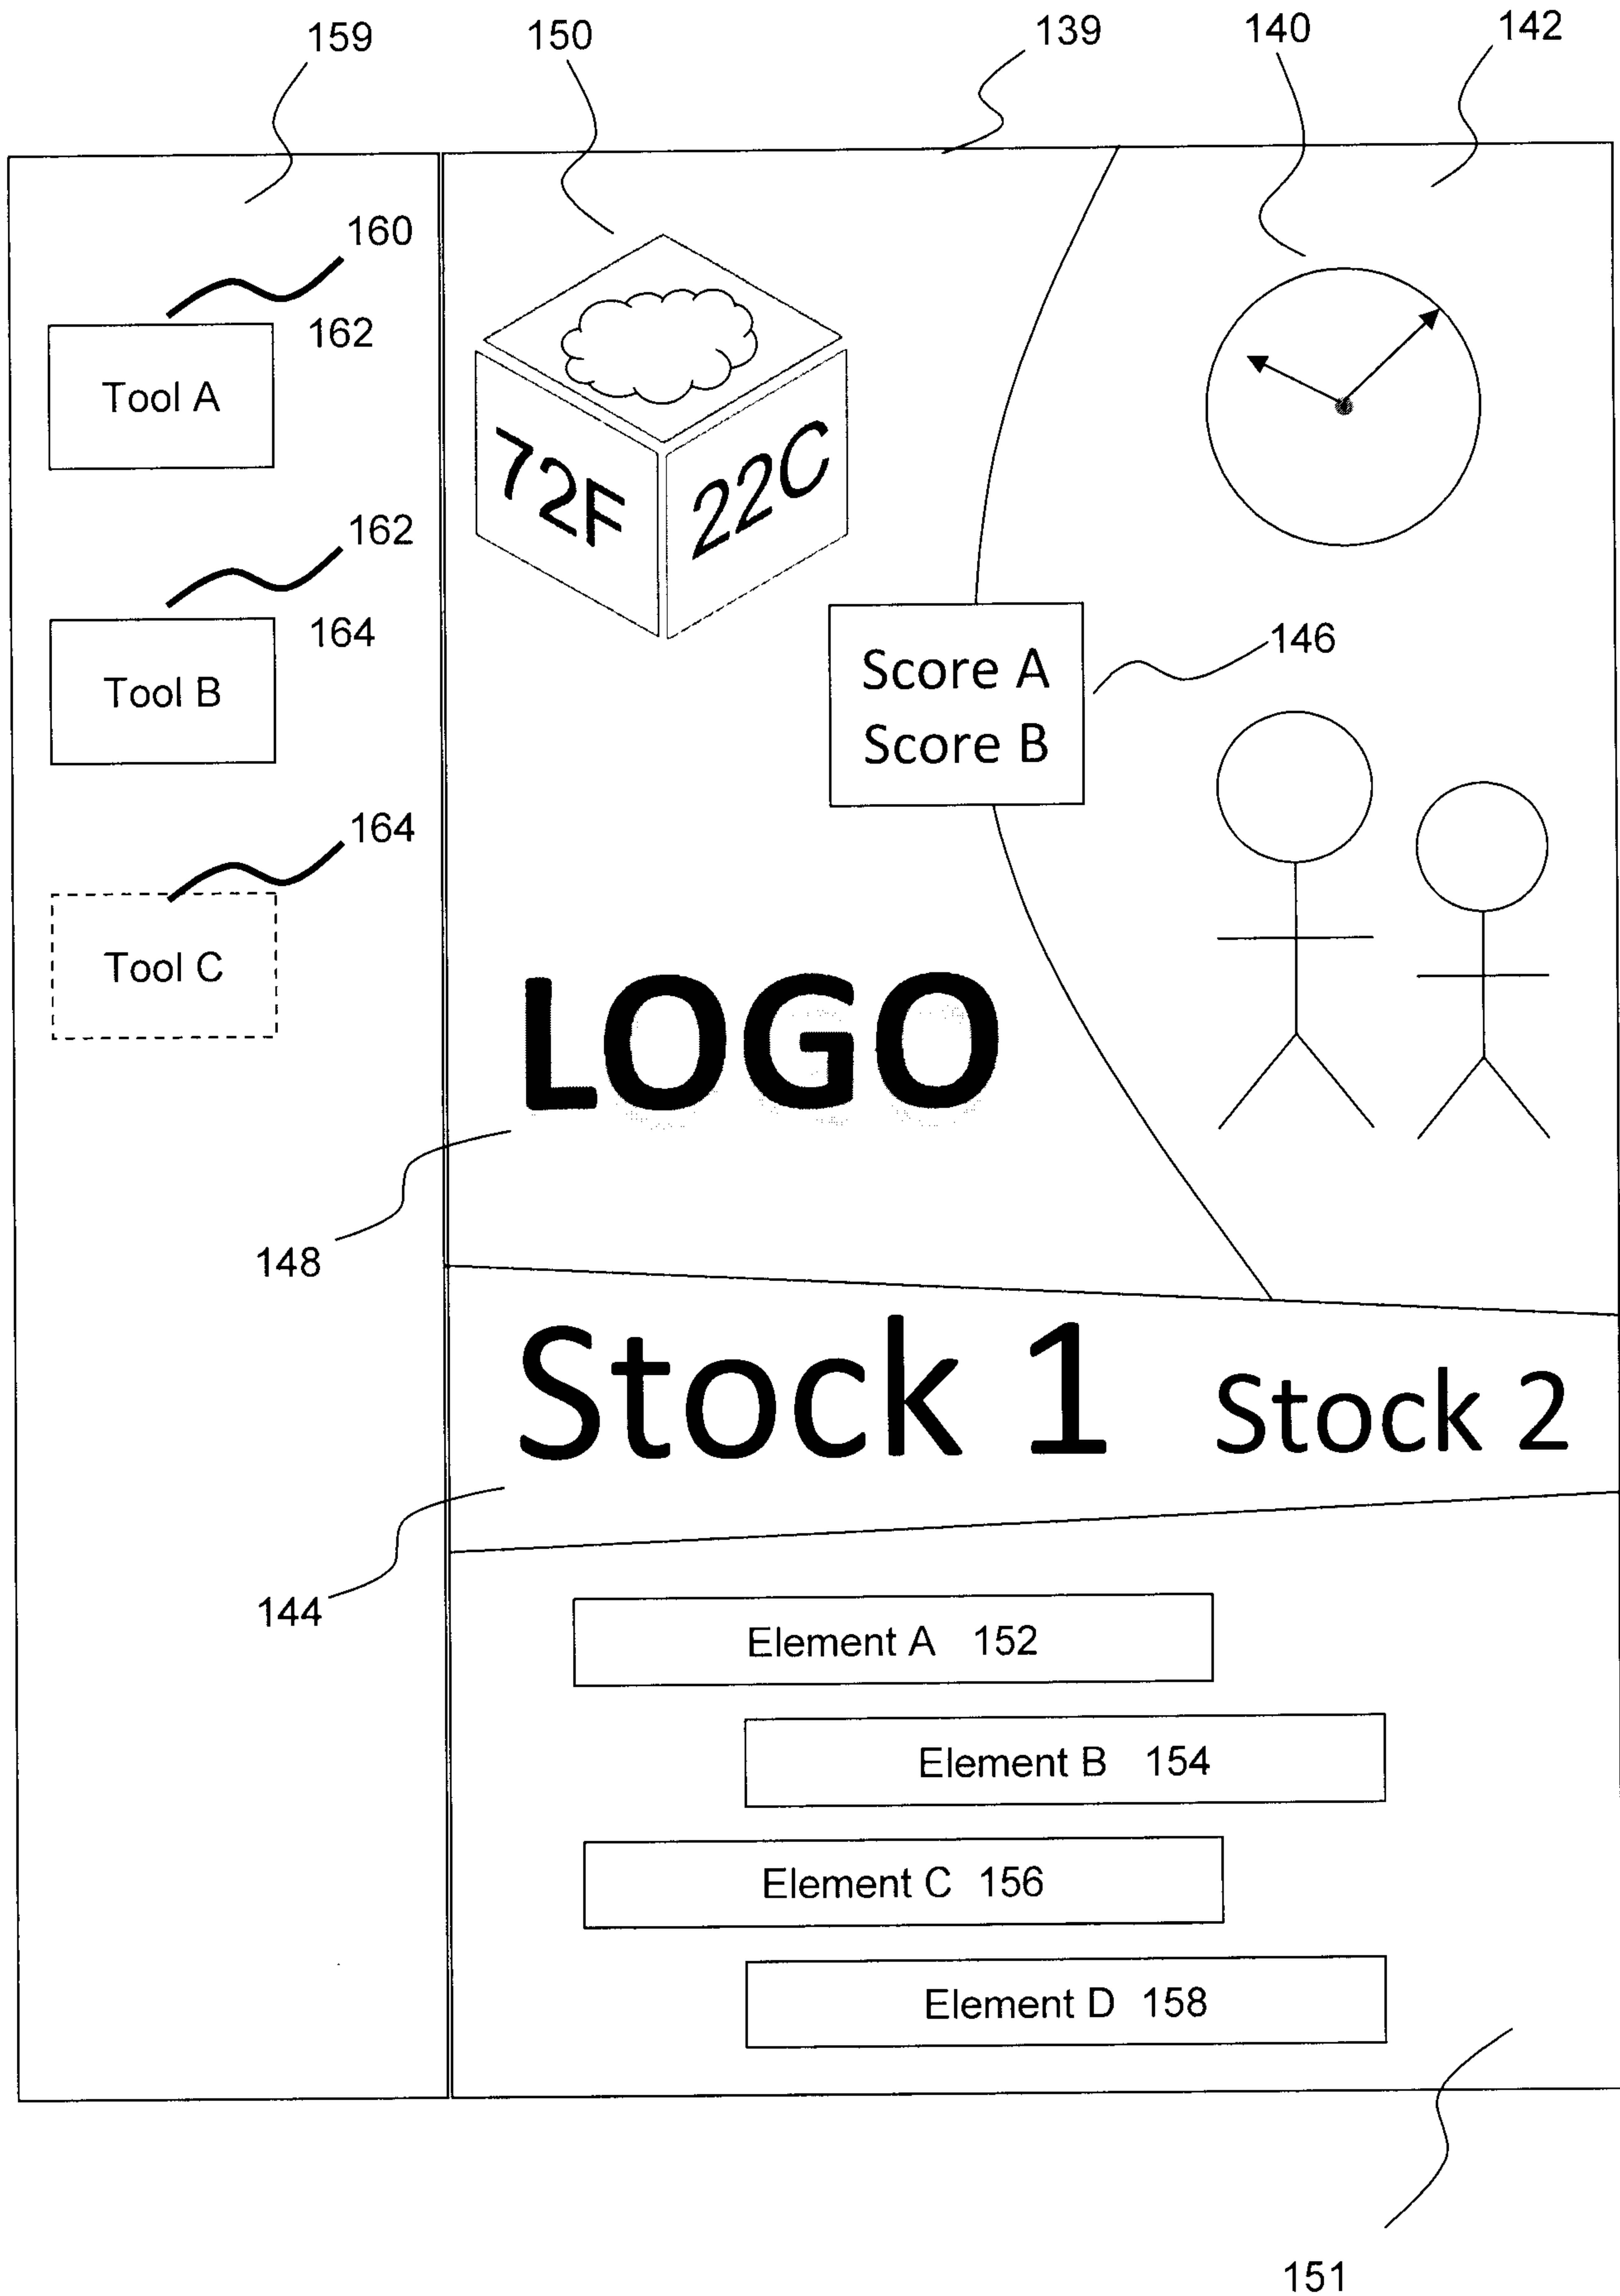 159
150
139
140
142
160
162
Tool A
72F
22C
162
164
Tool B
Score A
Score B
146
164
Tool C
LOGO
148
Stock 1
Stock 2
144
Element A 152
Element B 154
Element C 156
Element D 158
151